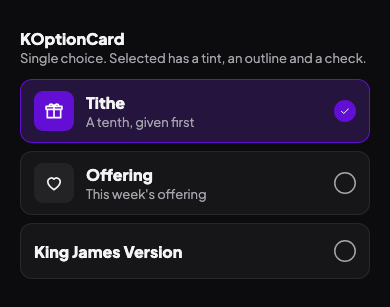 KOptionCard
Single choice. Selected has a tint, an outline and a check.
Tithe
A tenth, given first
Offering
This week's offering
King James Version